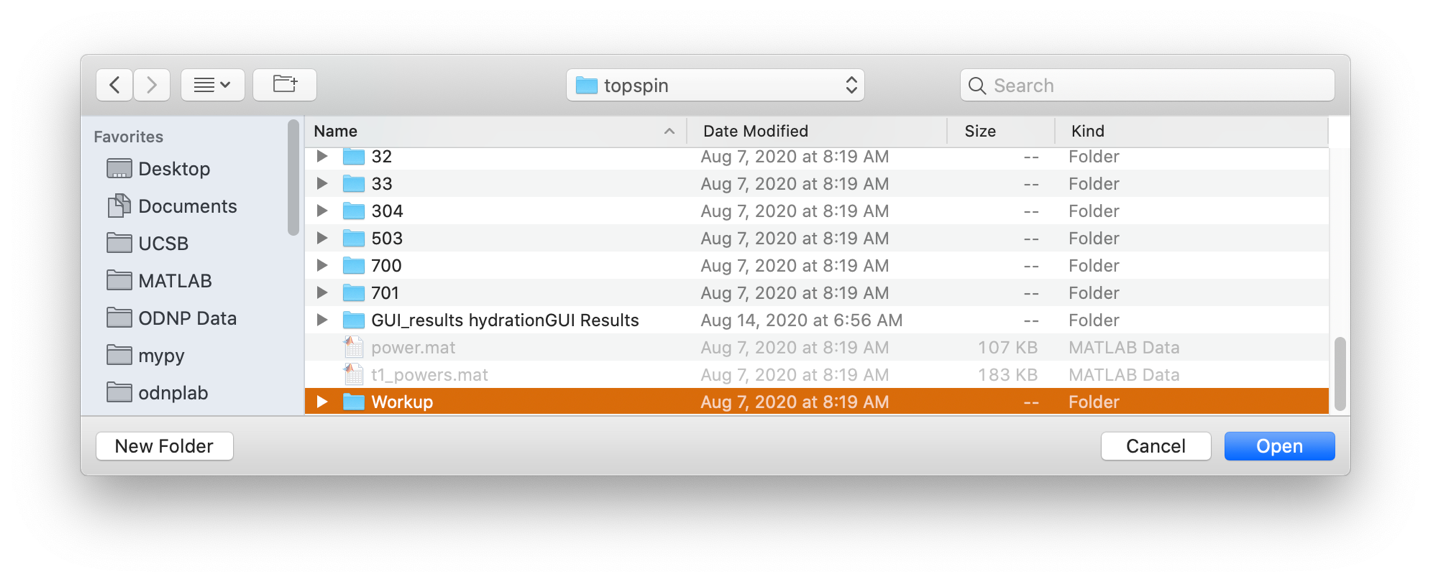 topspin
Search
Favorites
Desktop
Documents
UCSB
MATLAB
ODNP Data
mypy
odnplab
Name Date Modified Size Kind
32 Aug 7, 2020 at 8:19 AM -- Folder
33 Aug 7, 2020 at 8:19 AM -- Folder
304 Aug 7, 2020 at 8:19 AM -- Folder
503 Aug 7, 2020 at 8:19 AM -- Folder
700 Aug 7, 2020 at 8:19 AM -- Folder
701 Aug 7, 2020 at 8:19 AM -- Folder
GUI_results hydrationGUI Results Aug 14, 2020 at 6:56 AM -- Folder
power.mat Aug 7, 2020 at 8:19 AM 107 KB MATLAB Data
t1_powers.mat Aug 7, 2020 at 8:19 AM 183 KB MATLAB Data
Workup Aug 7, 2020 at 8:19 AM -- Folder
New Folder Cancel Open